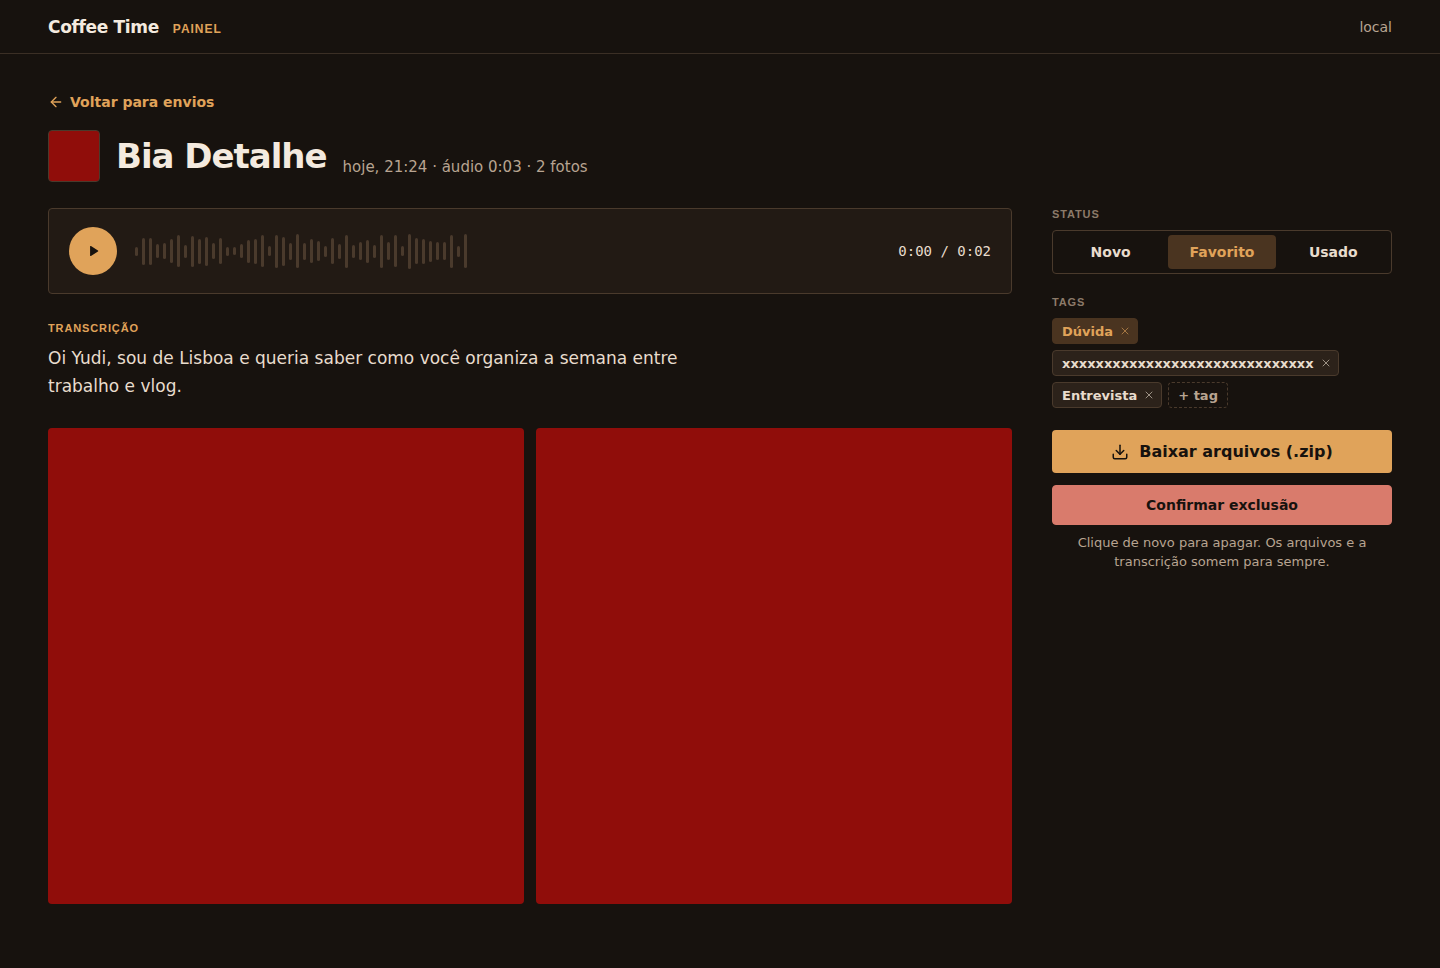 Coffee Time PAINEL
local
Voltar para envios
Bia Detalhe
hoje, 21:24 · áudio 0:03 · 2 fotos
0:00 / 0:02
TRANSCRIÇÃO
Oi Yudi, sou de Lisboa e queria saber como você organiza a semana entre
trabalho e vlog.
STATUS
Novo Favorito Usado
TAGS
Dúvida
xxxxxxxxxxxxxxxxxxxxxxxxxxxxxx
Entrevista + tag
Baixar arquivos (.zip)
Confirmar exclusão
Clique de novo para apagar. Os arquivos e a
transcrição somem para sempre.